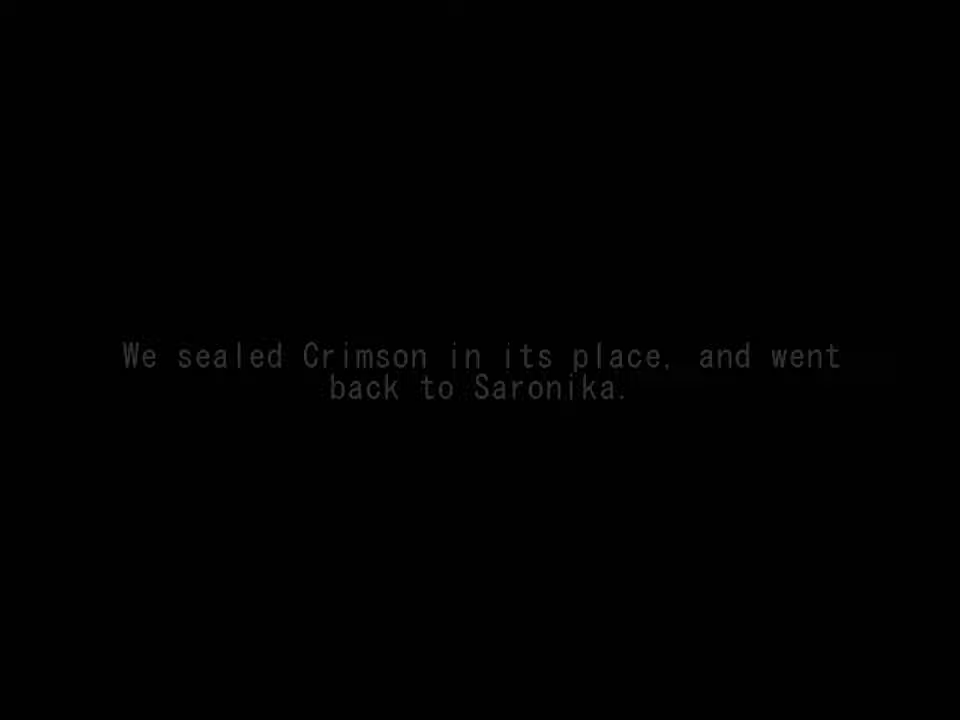 We sealed Crimson in its place, and went
back to Saronika.